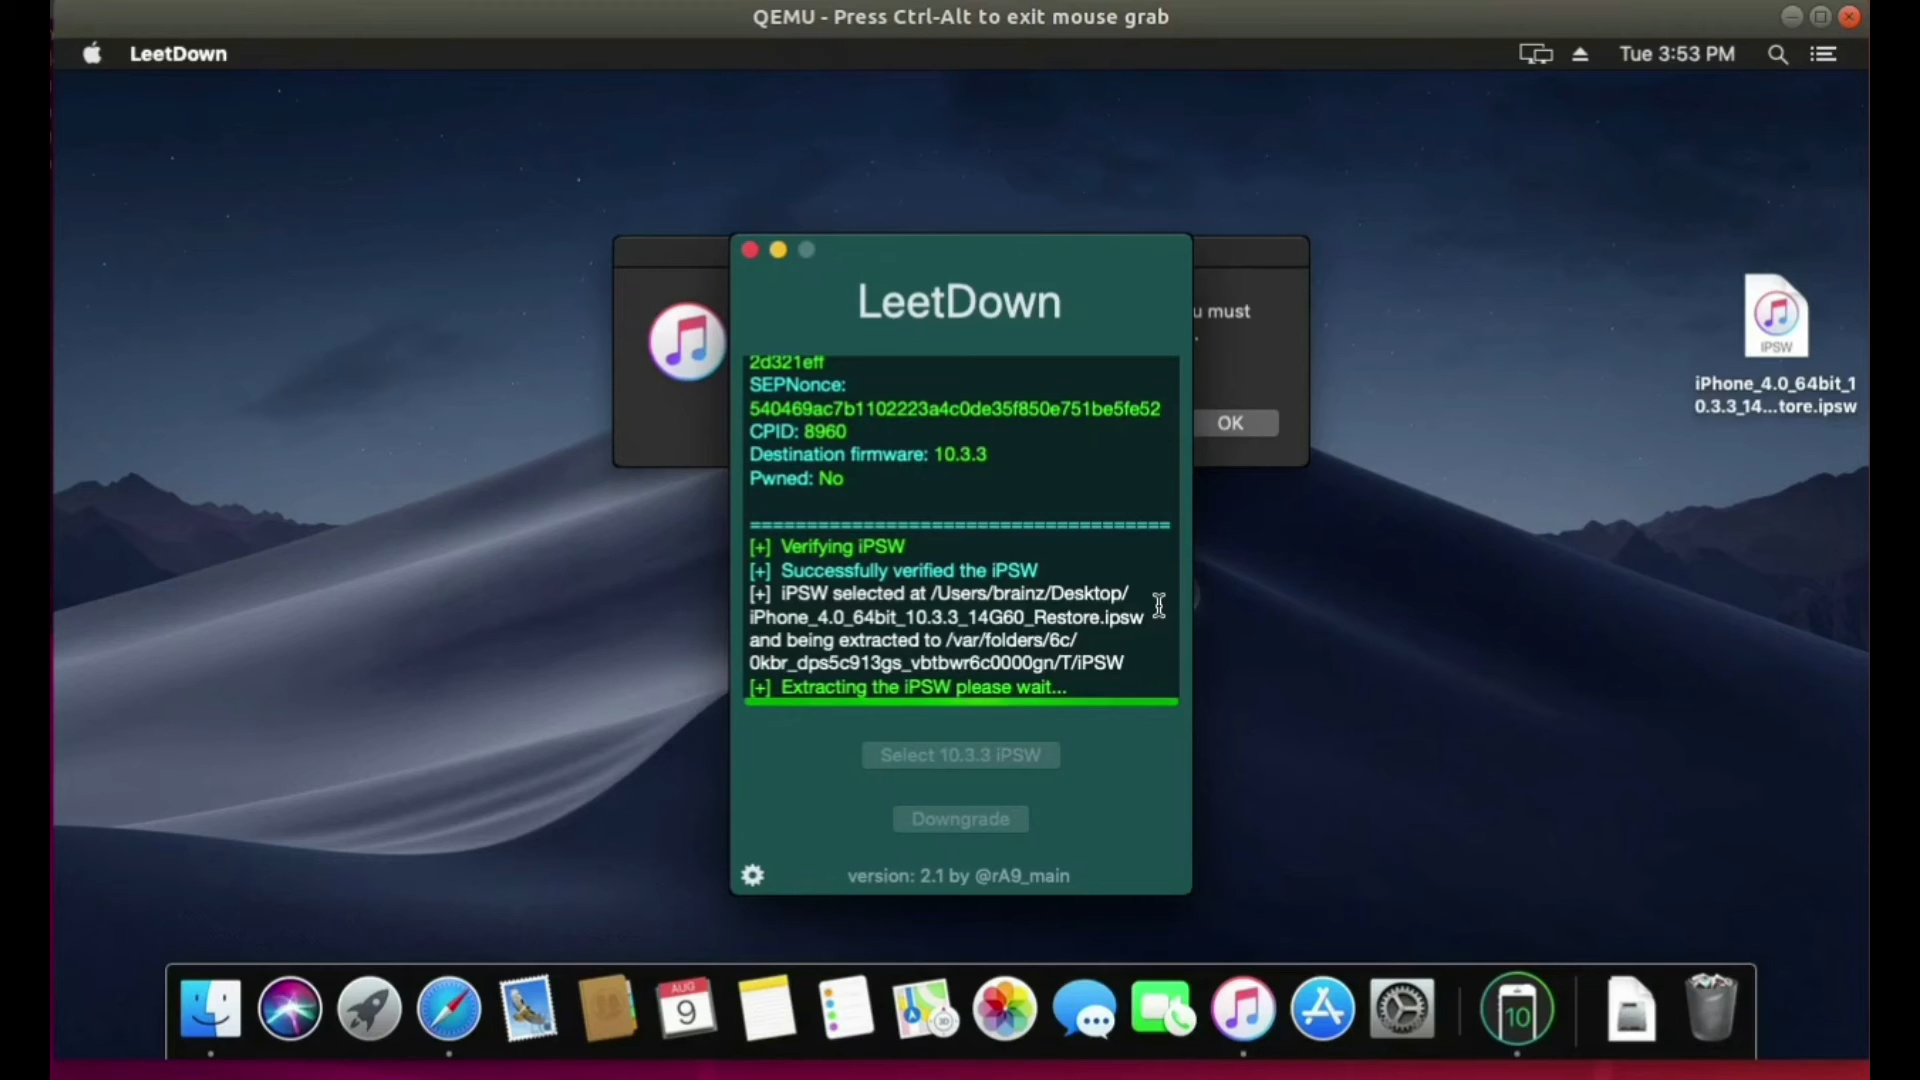 QEMU - Press Ctrl-Alt to exit mouse grab
LeetDown
Tue 3:53 PM
LeetDown
2d321eff
SEPNonce:
540469ac7b1102223a4c0de35f850e751be5fe52
CPID: 8960
Destination firmware: 10.3.3
Pwned: No
=====================================
[+] Verifying iPSW
[+] Successfully verified the iPSW
[+] iPSW selected at /Users/brainz/Desktop/
iPhone_4.0_64bit_10.3.3_14G60_Restore.ipsw
and being extracted to /var/folders/6c/
0kbr_dps5c913gs_vbtbwr6c0000gn/T/iPSW
[+] Extracting the iPSW please wait...
Select 10.3.3 iPSW
Downgrade
version: 2.1 by @rA9_main
u must
.
OK
IPSW
iPhone_4.0_64bit_1
0.3.3_14...tore.ipsw
AUG
9
3D
10